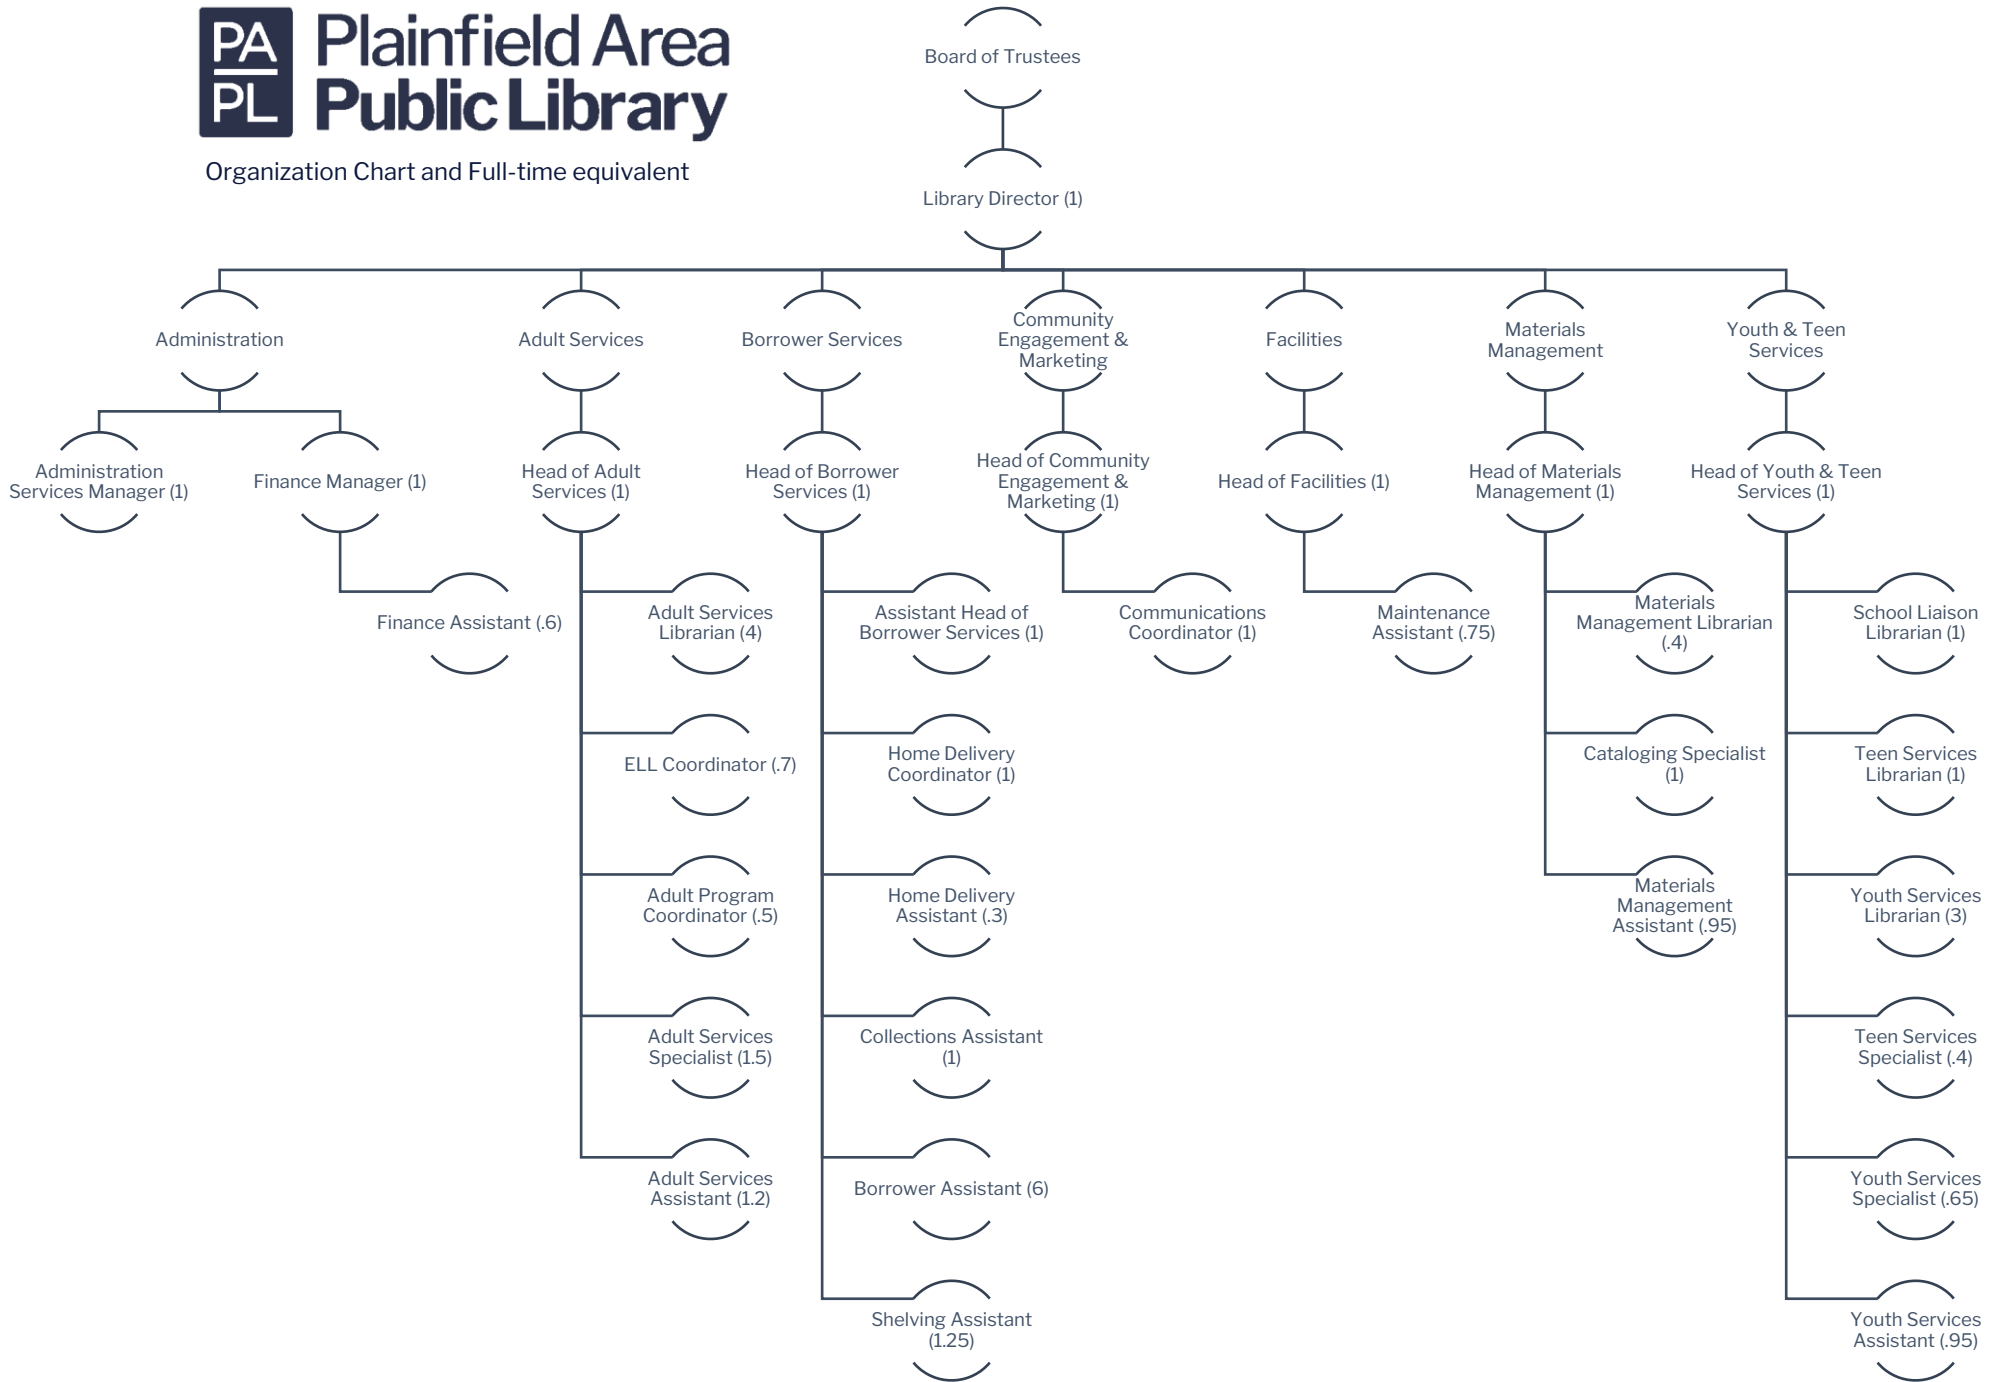 PA
PL
Plainfield Area
Public Library
Organization Chart and Full-time equivalent
Board of Trustees
Library Director (1)
Administration
Adult Services
Borrower Services
Community
Engagement &
Marketing
Facilities
Materials
Management
Youth & Teen
Services
Administration
Services Manager (1)
Finance Manager (1)
Head of Adult
Services (1)
Head of Borrower
Services (1)
Head of Community
Engagement &
Marketing (1)
Head of Facilities (1)
Head of Materials
Management (1)
Head of Youth & Teen
Services (1)
Finance Assistant (.6)
Adult Services
Librarian (4)
Assistant Head of
Borrower Services (1)
Communications
Coordinator (1)
Maintenance
Assistant (.75)
Materials
Management Librarian
(.4)
School Liaison
Librarian (1)
ELL Coordinator (.7)
Home Delivery
Coordinator (1)
Cataloging Specialist
(1)
Teen Services
Librarian (1)
Adult Program
Coordinator (.5)
Home Delivery
Assistant (.3)
Materials
Management
Assistant (.95)
Youth Services
Librarian (3)
Adult Services
Specialist (1.5)
Collections Assistant
(1)
Teen Services
Specialist (.4)
Adult Services
Assistant (1.2)
Borrower Assistant (6)
Youth Services
Specialist (.65)
Shelving Assistant
(1.25)
Youth Services
Assistant (.95)